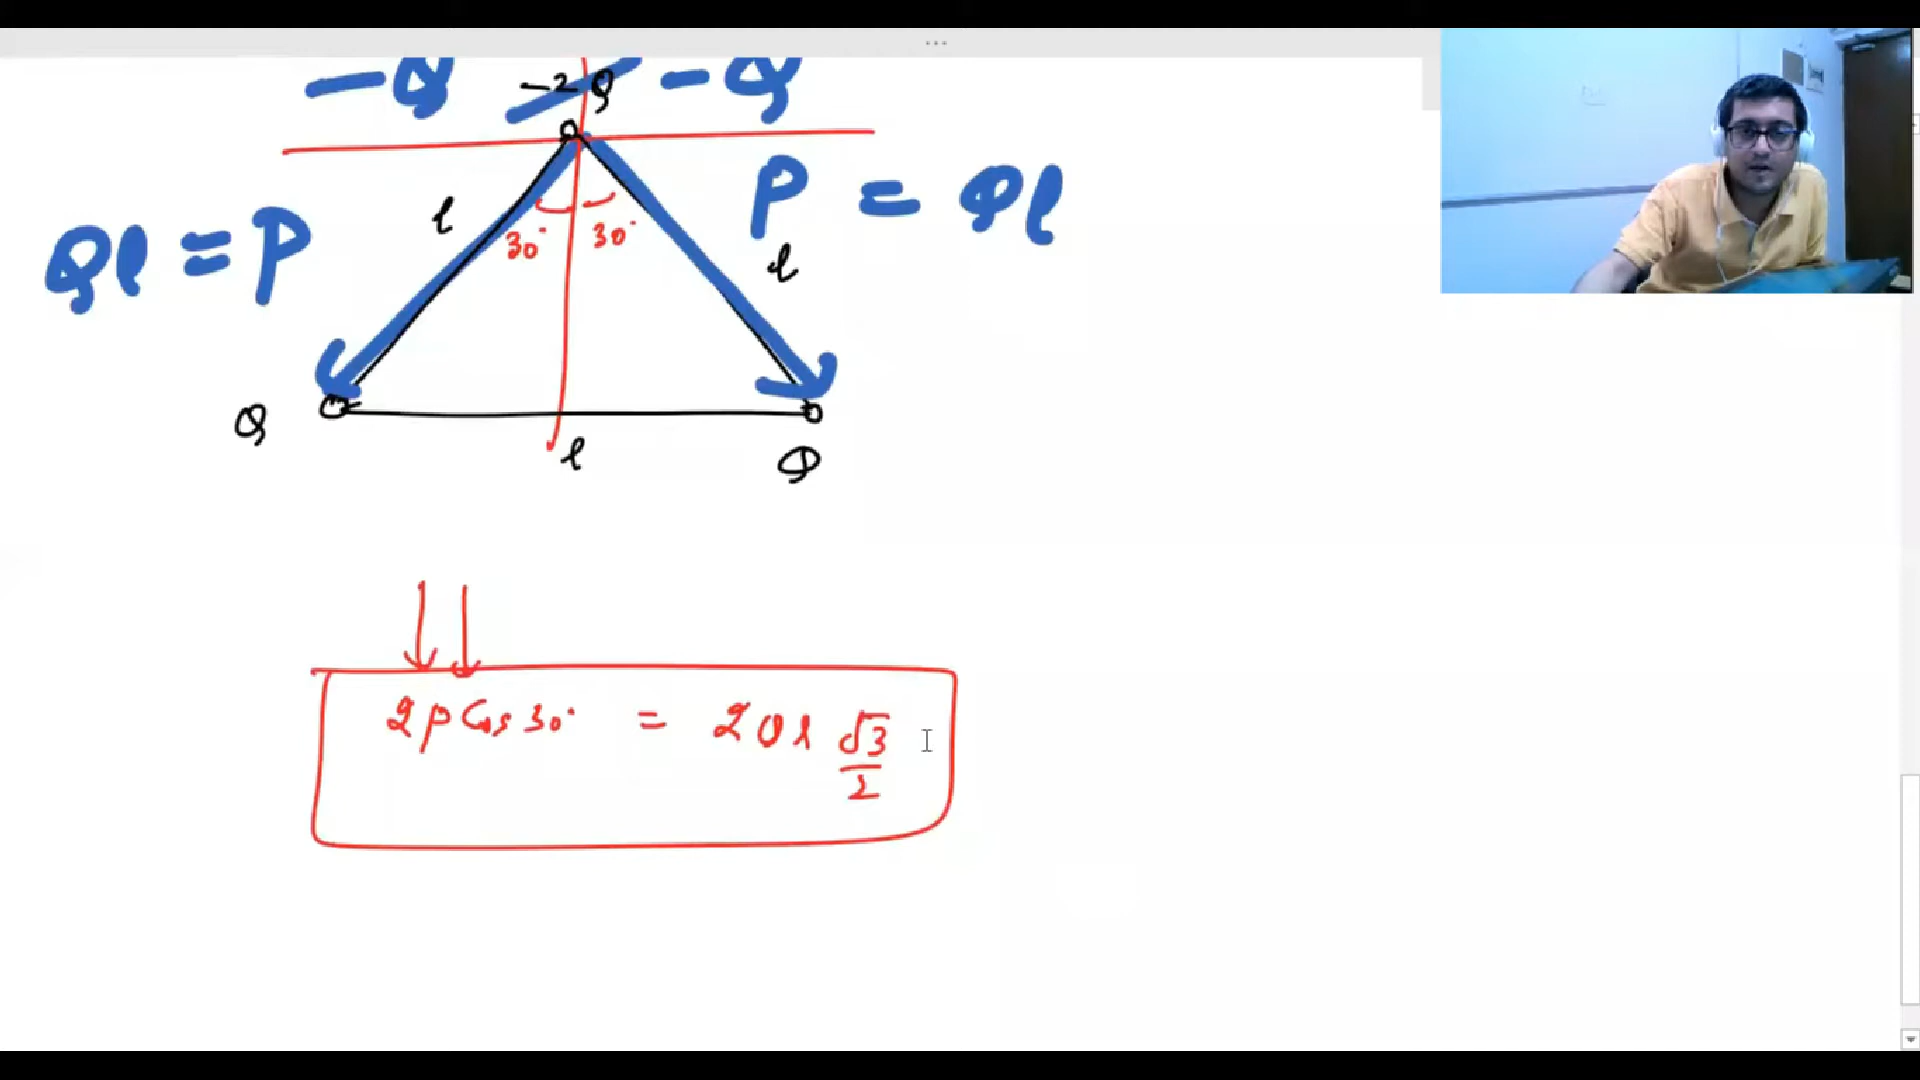 -Q -2Q -Q
Ql = P l 30° 30° P = Ql
l
Q l Q
2P Cos 30° = 2Ql √3/2